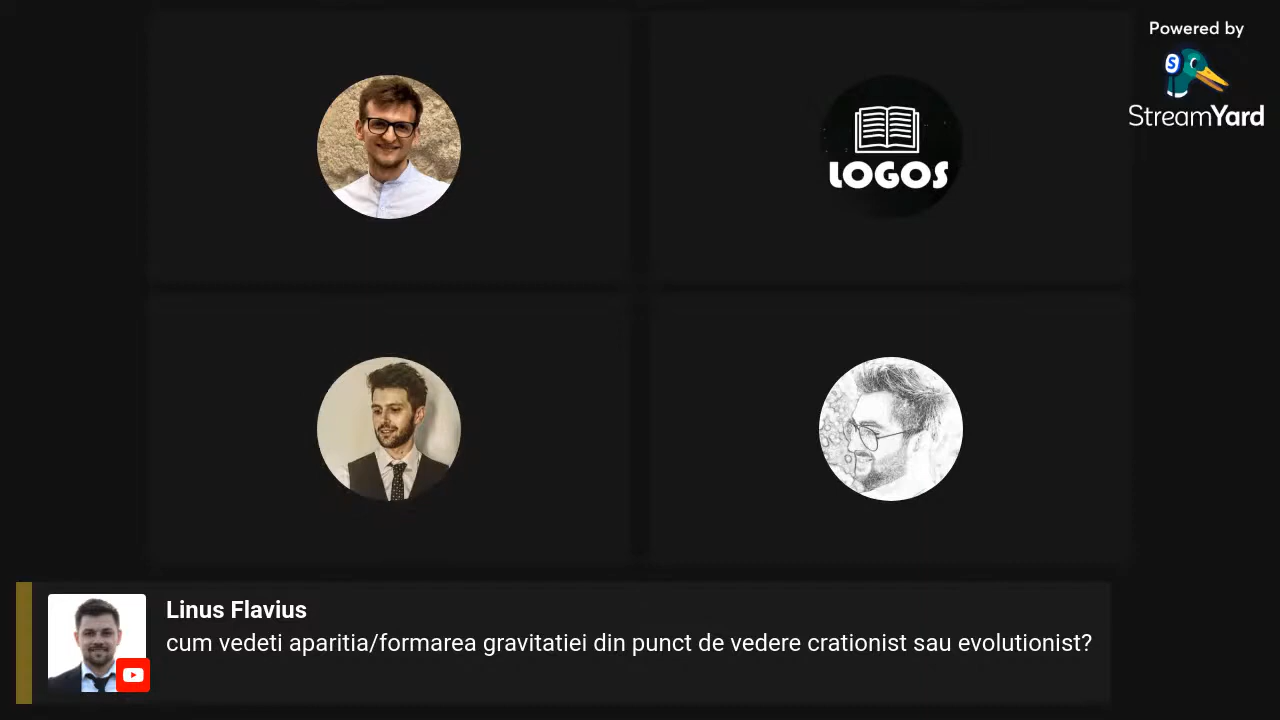 Powered by
S
StreamYard
LOGOS
Linus Flavius
cum vedeti aparitia/formarea gravitatiei din punct de vedere crationist sau evolutionist?